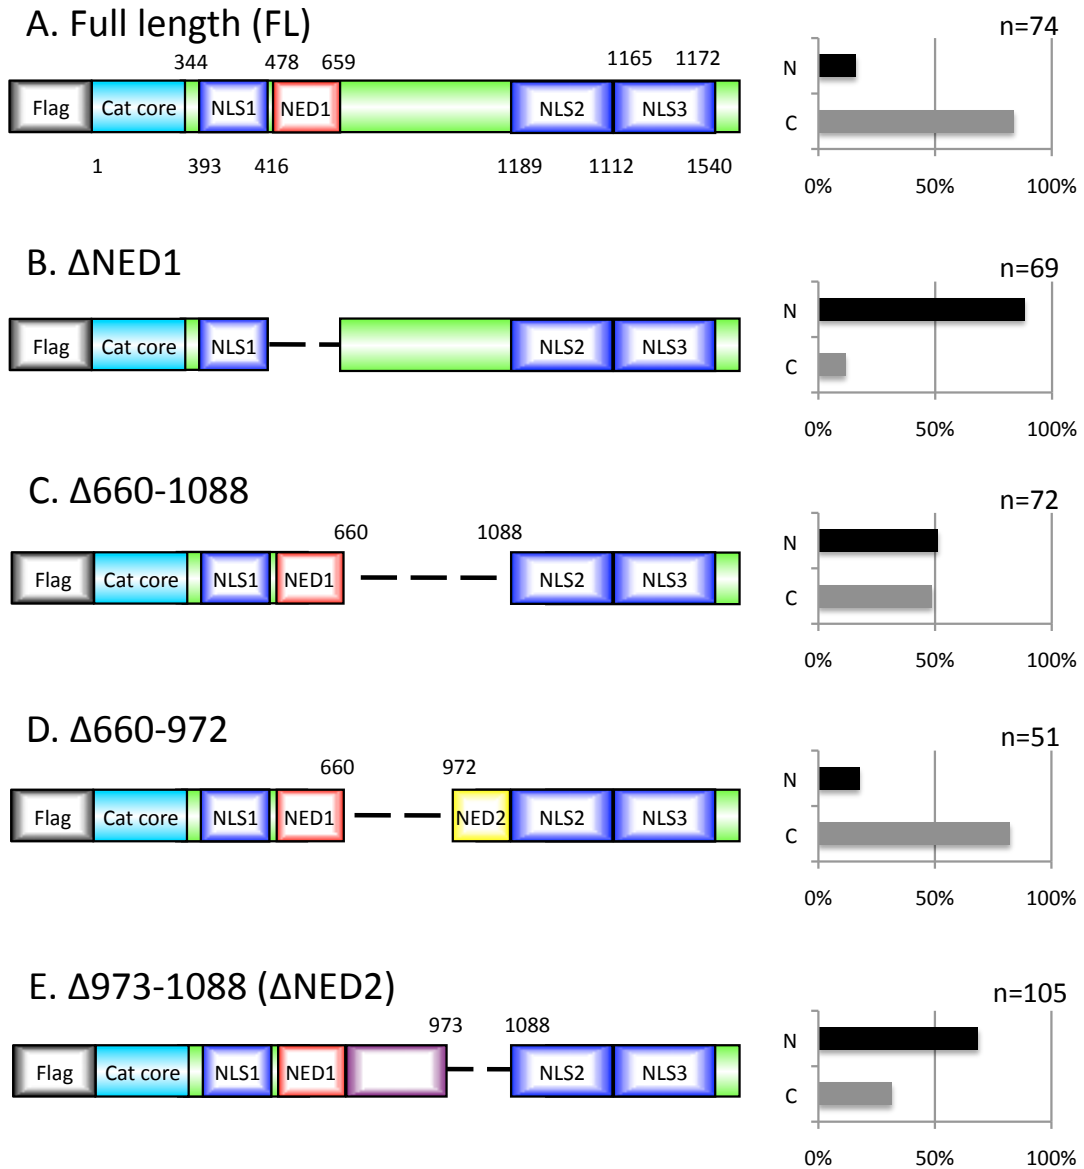 A. Full length (FL)
n=74
344 478 659 1165 1172
Flag Cat core NLS1 NED1 NLS2 NLS3
1 393 416 1189 1112 1540
N
C
0% 50% 100%
B. ΔNED1
n=69
Flag Cat core NLS1 NLS2 NLS3
N
C
0% 50% 100%
C. Δ660-1088
n=72
660 1088
Flag Cat core NLS1 NED1 NLS2 NLS3
N
C
0% 50% 100%
D. Δ660-972
n=51
660 972
Flag Cat core NLS1 NED1 NED2 NLS2 NLS3
N
C
0% 50% 100%
E. Δ973-1088 (ΔNED2)
n=105
973 1088
Flag Cat core NLS1 NED1 NLS2 NLS3
N
C
0% 50% 100%